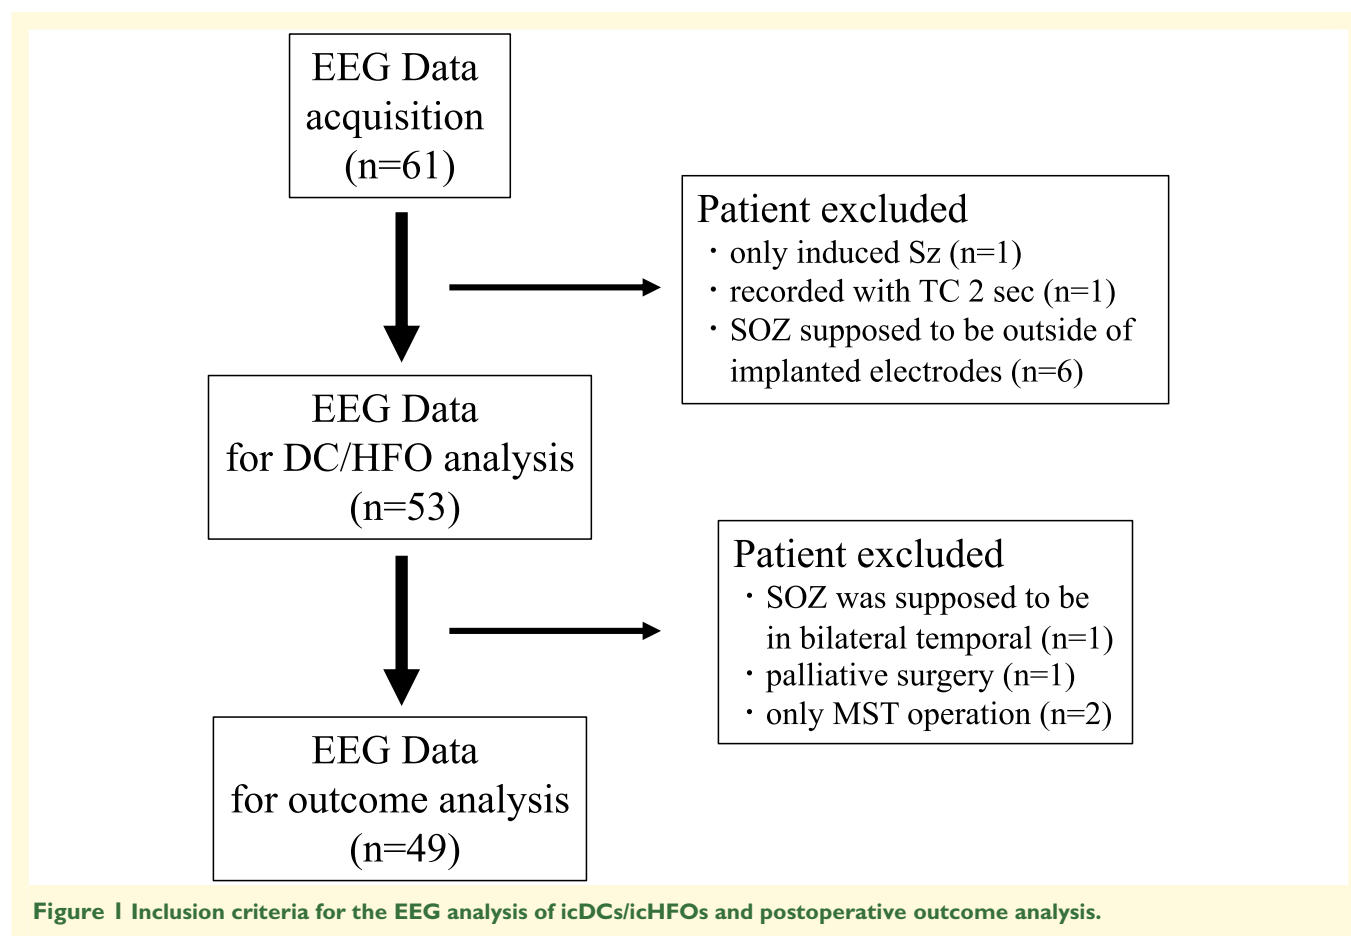 EEG Data
acquisition
(n=61)
Patient excluded
・only induced Sz (n=1)
・recorded with TC 2 sec (n=1)
・SOZ supposed to be outside of
implanted electrodes (n=6)
EEG Data
for DC/HFO analysis
(n=53)
Patient excluded
・SOZ was supposed to be
in bilateral temporal (n=1)
・palliative surgery (n=1)
・only MST operation (n=2)
EEG Data
for outcome analysis
(n=49)
Figure 1 Inclusion criteria for the EEG analysis of icDCs/icHFOs and postoperative outcome analysis.